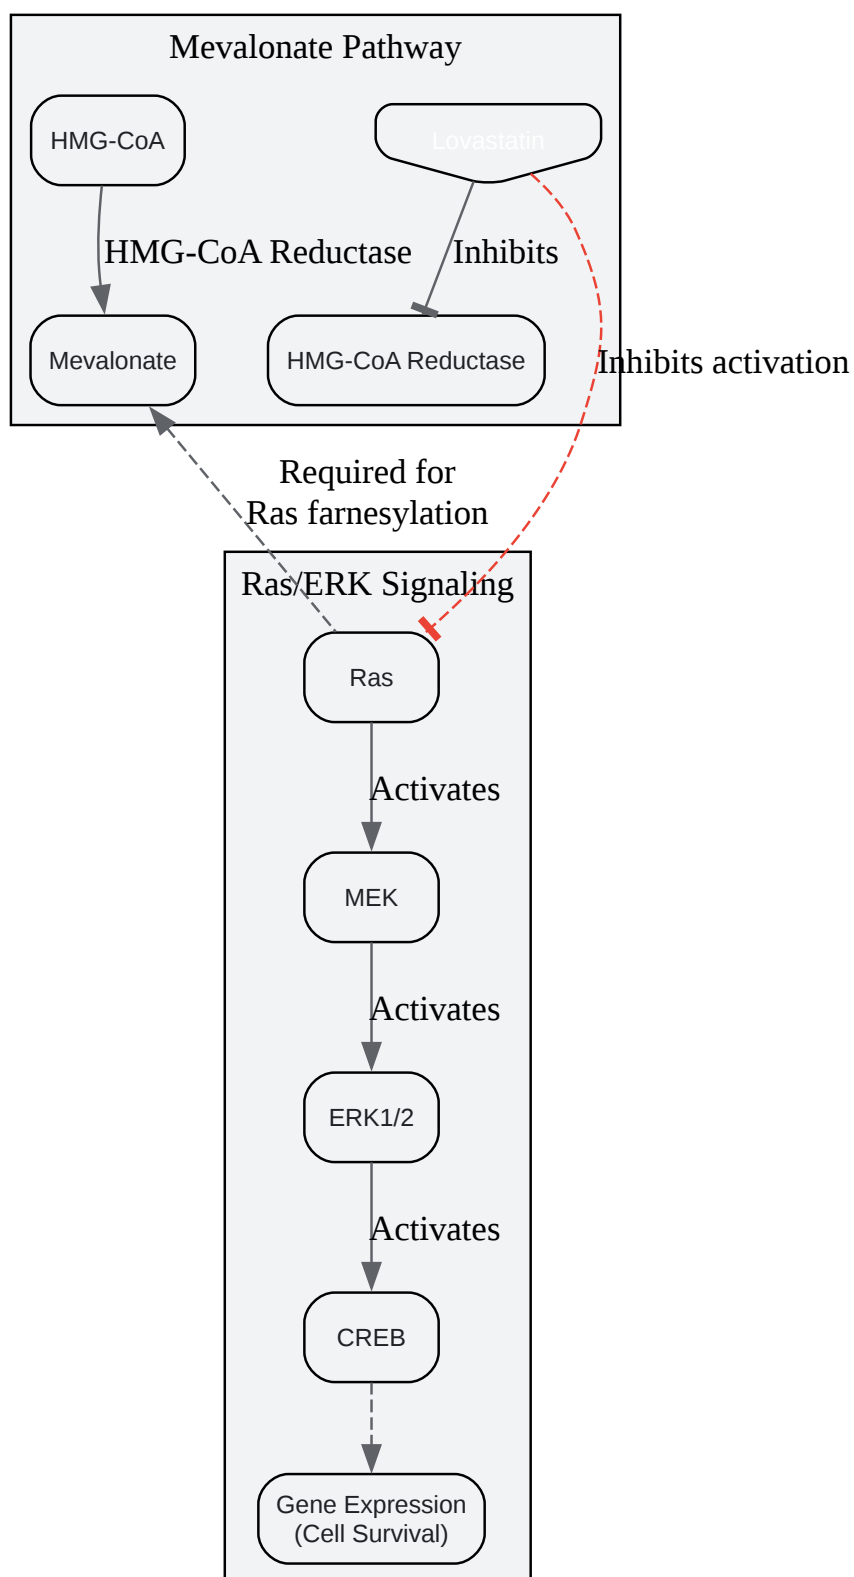 Mevalonate Pathway
HMG-CoA
Lovastatin
HMG-CoA Reductase
Inhibits
Mevalonate
HMG-CoA Reductase
Inhibits activation
Required for
Ras farnesylation
Ras/ERK Signaling
Ras
Activates
MEK
Activates
ERK1/2
Activates
CREB
Gene Expression
(Cell Survival)